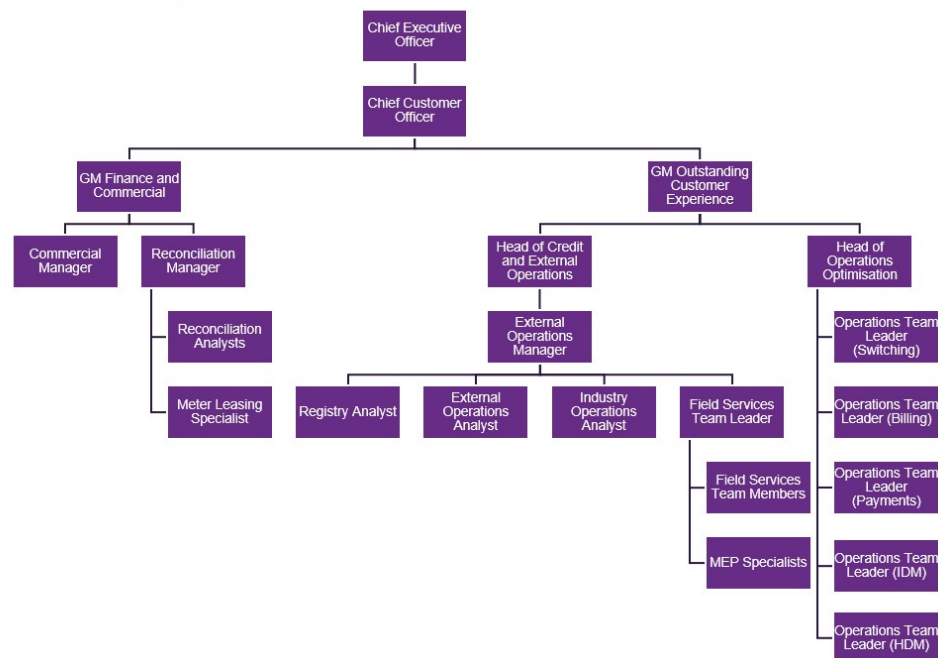 Chief Executive
Officer
Chief Customer
Officer
GM Finance and
Commercial
GM Outstanding
Customer
Experience
Commercial
Manager
Reconciliation
Manager
Head of Credit
and External
Operations
Head of
Operations
Optimisation
Reconciliation
Analysts
External
Operations
Manager
Operations Team
Leader
(Switching)
Meter Leasing
Specialist
Registry Analyst
External
Operations
Analyst
Industry
Operations
Analyst
Field Services
Team Leader
Operations Team
Leader (Billing)
Field Services
Team Members
Operations Team
Leader
(Payments)
MEP Specialists
Operations Team
Leader (IDM)
Operations Team
Leader (HDM)